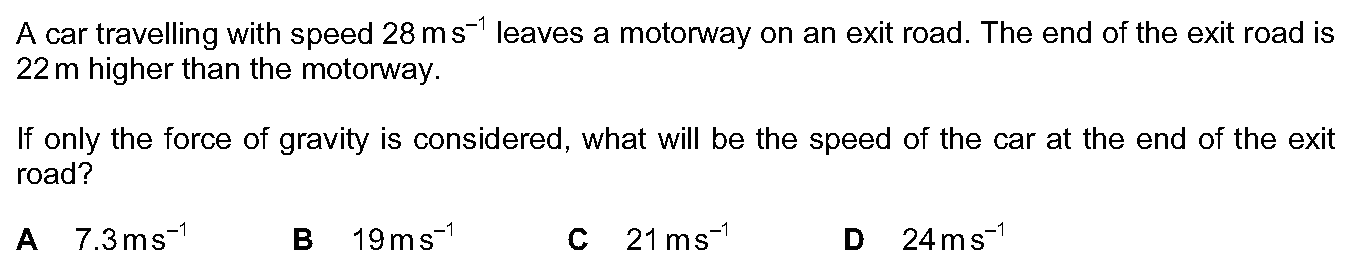 A car travelling with speed 28 m s⁻¹ leaves a motorway on an exit road. The end of the exit road is
22 m higher than the motorway.
If only the force of gravity is considered, what will be the speed of the car at the end of the exit
road?
A 7.3 m s⁻¹ B 19 m s⁻¹ C 21 m s⁻¹ D 24 m s⁻¹